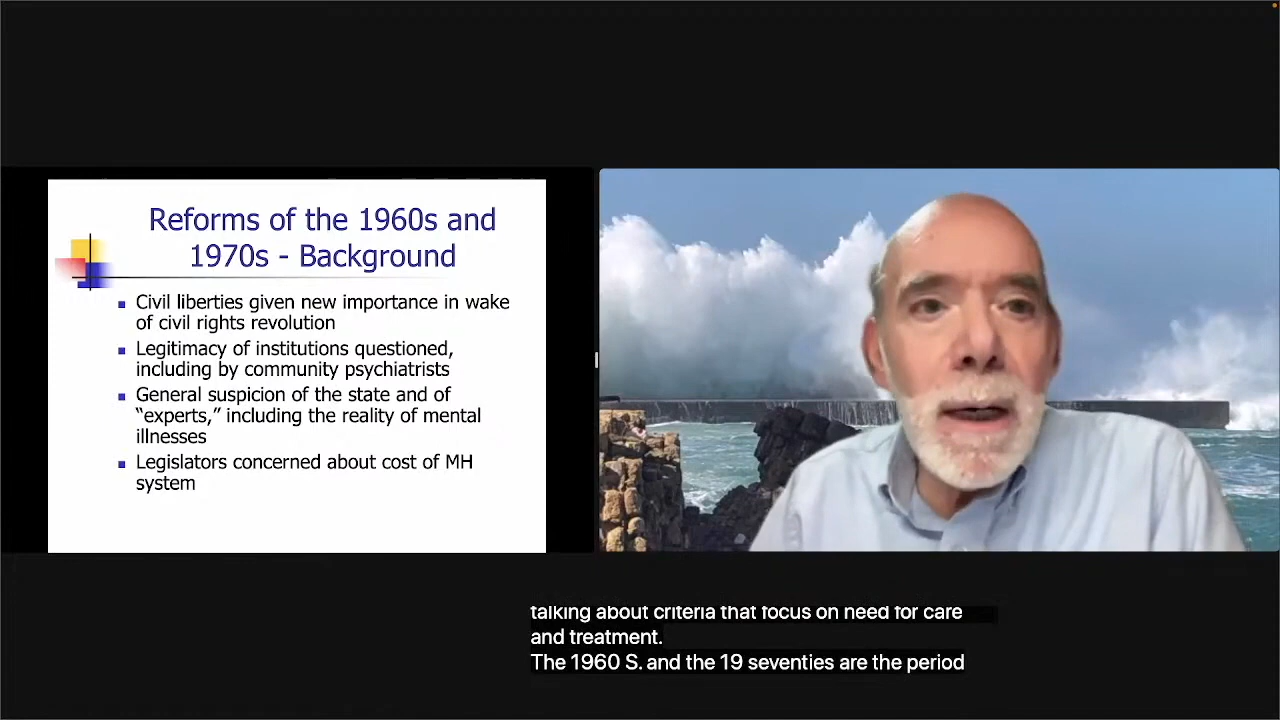 Reforms of the 1960s and
1970s - Background
Civil liberties given new importance in wake
of civil rights revolution
Legitimacy of institutions questioned,
including by community psychiatrists
General suspicion of the state and of
“experts,” including the reality of mental
illnesses
Legislators concerned about cost of MH
system
talking about criteria that focus on need for care
and treatment.
The 1960 S. and the 19 seventies are the period